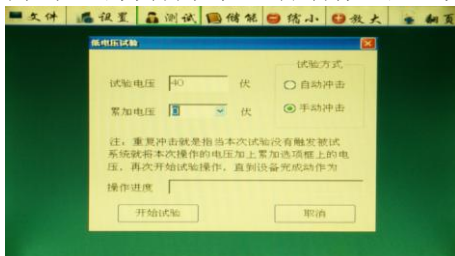 文件 设置 测试 储能 缩小 放大 翻页
低电压试验
试验方式
试验电压 40 伏
自动冲击
累加电压 伏
手动冲击
注：重复冲击就是指当本次试验没有触发被试
系统就将本次操作的电压加上累加选项框上的电
压，再次开始试验操作，直到设备完成动作为
操作进度
开始试验 取消